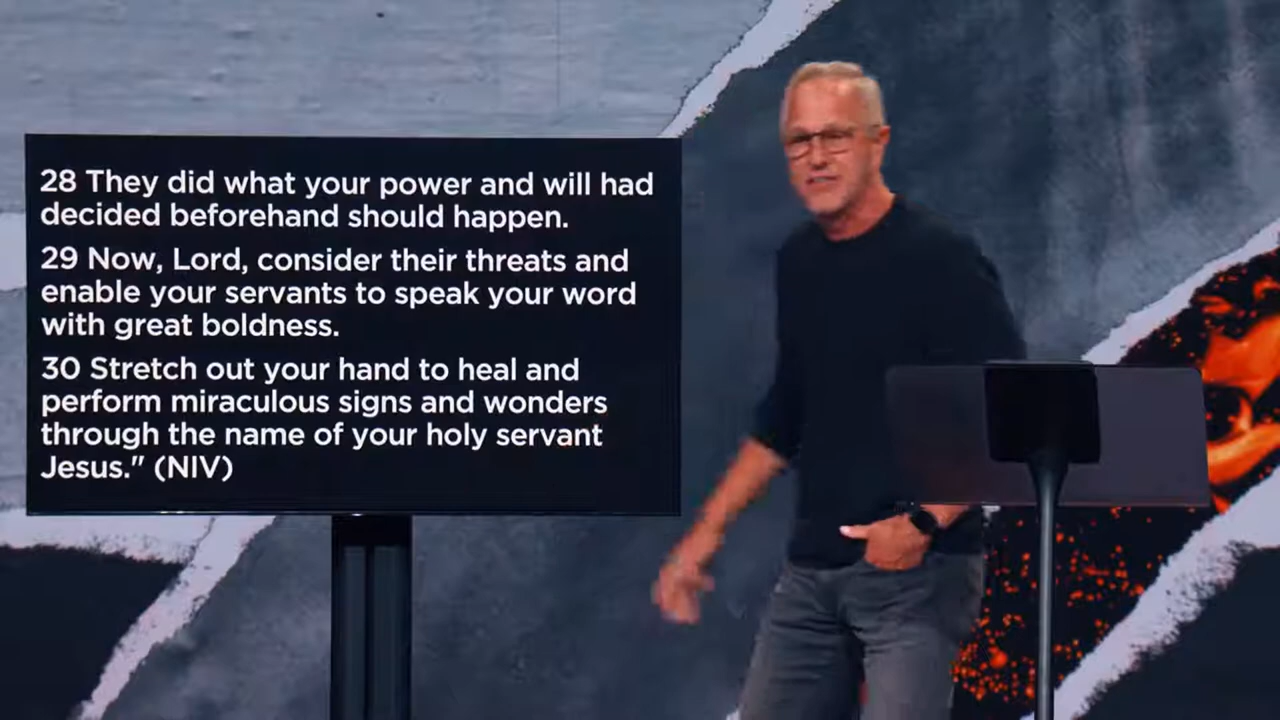 28 They did what your power and will had
decided beforehand should happen.
29 Now, Lord, consider their threats and
enable your servants to speak your word
with great boldness.
30 Stretch out your hand to heal and
perform miraculous signs and wonders
through the name of your holy servant
Jesus." (NIV)